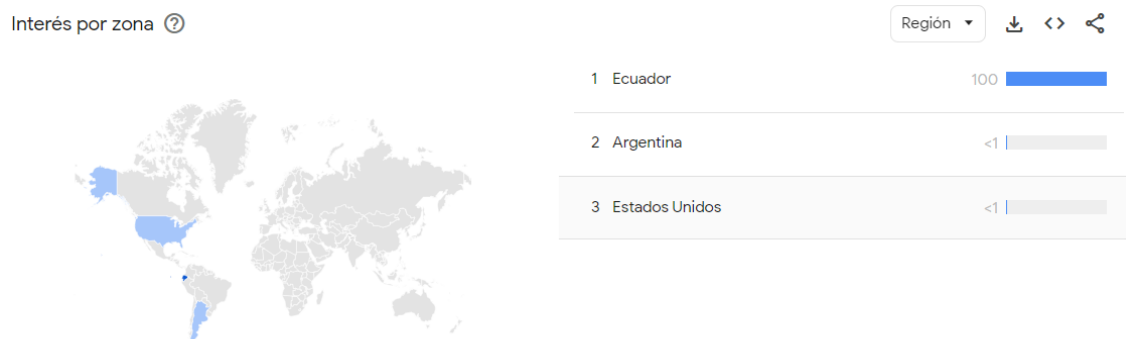 Interés por zona
Región
1 Ecuador 100
2 Argentina <1
3 Estados Unidos <1